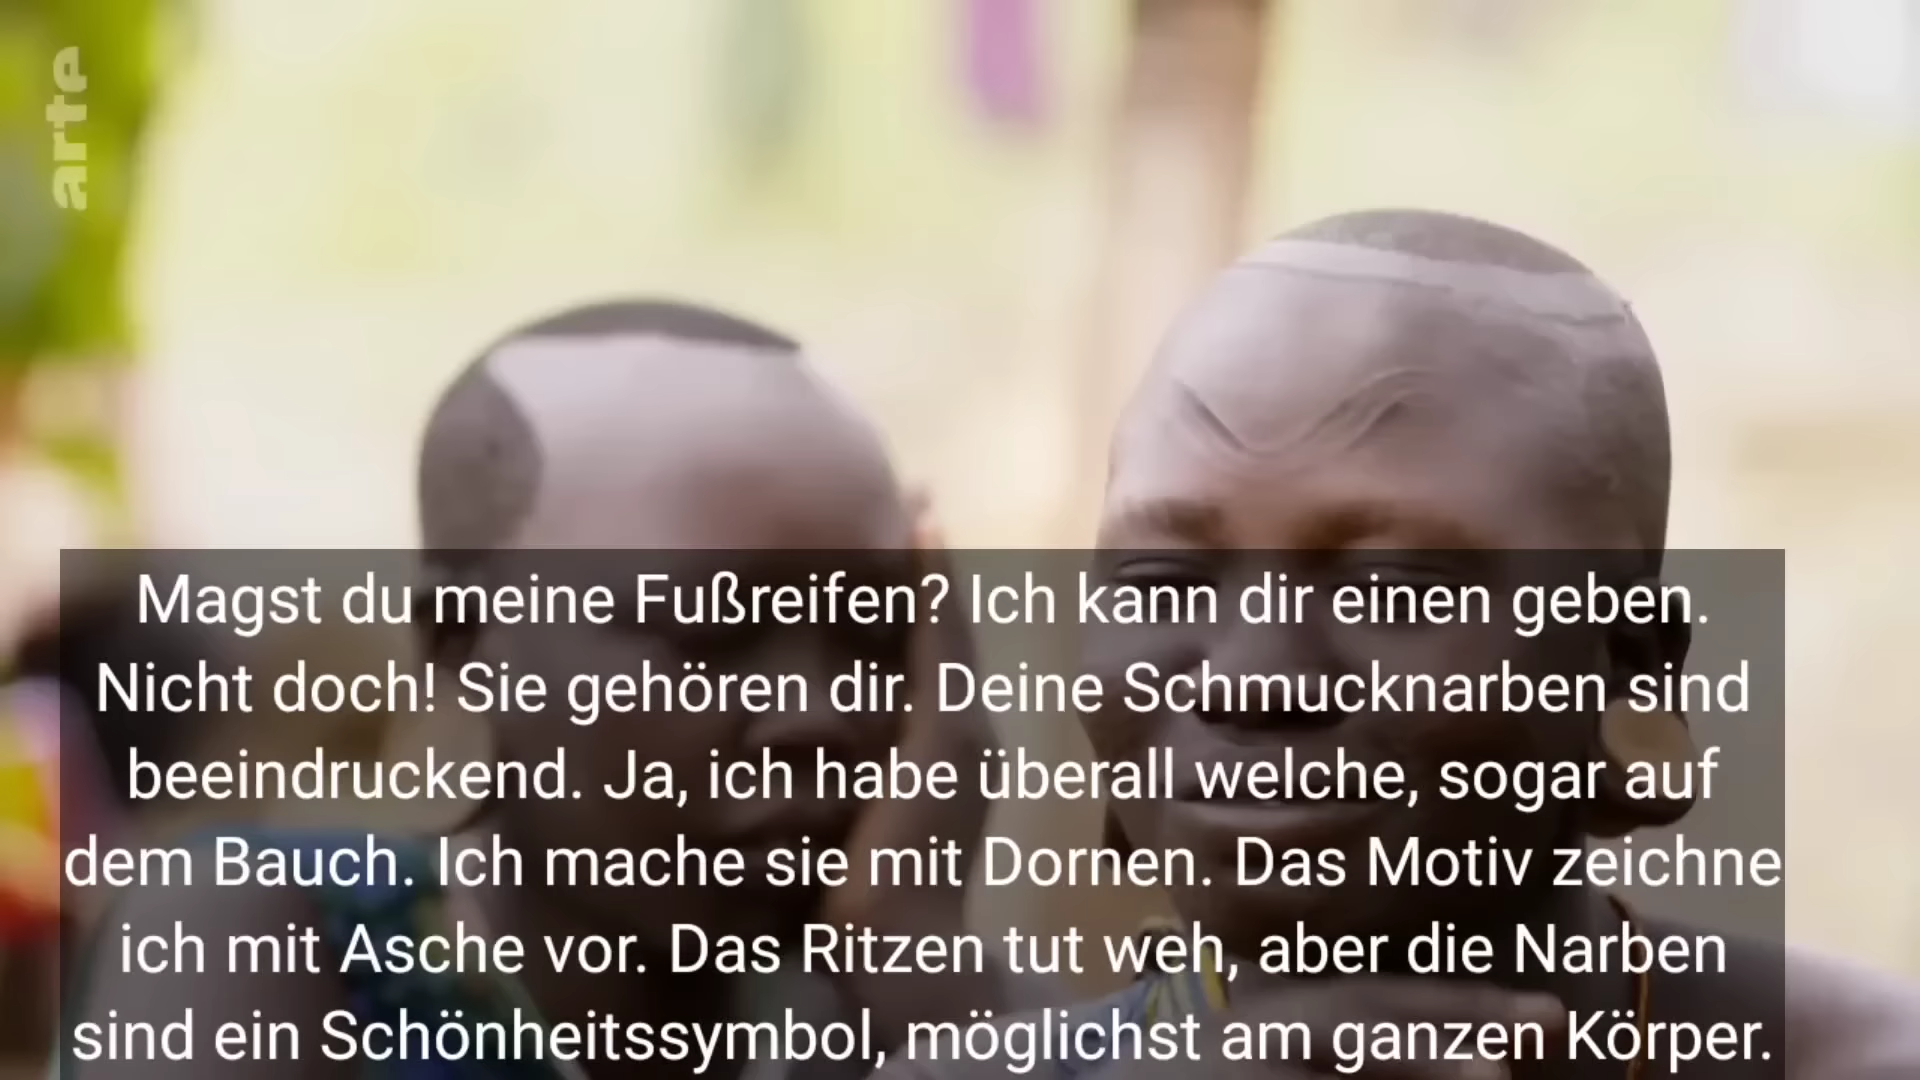 arte
Magst du meine Fußreifen? Ich kann dir einen geben.
Nicht doch! Sie gehören dir. Deine Schmucknarben sind
beeindruckend. Ja, ich habe überall welche, sogar auf
dem Bauch. Ich mache sie mit Dornen. Das Motiv zeichne
ich mit Asche vor. Das Ritzen tut weh, aber die Narben
sind ein Schönheitssymbol, möglichst am ganzen Körper.